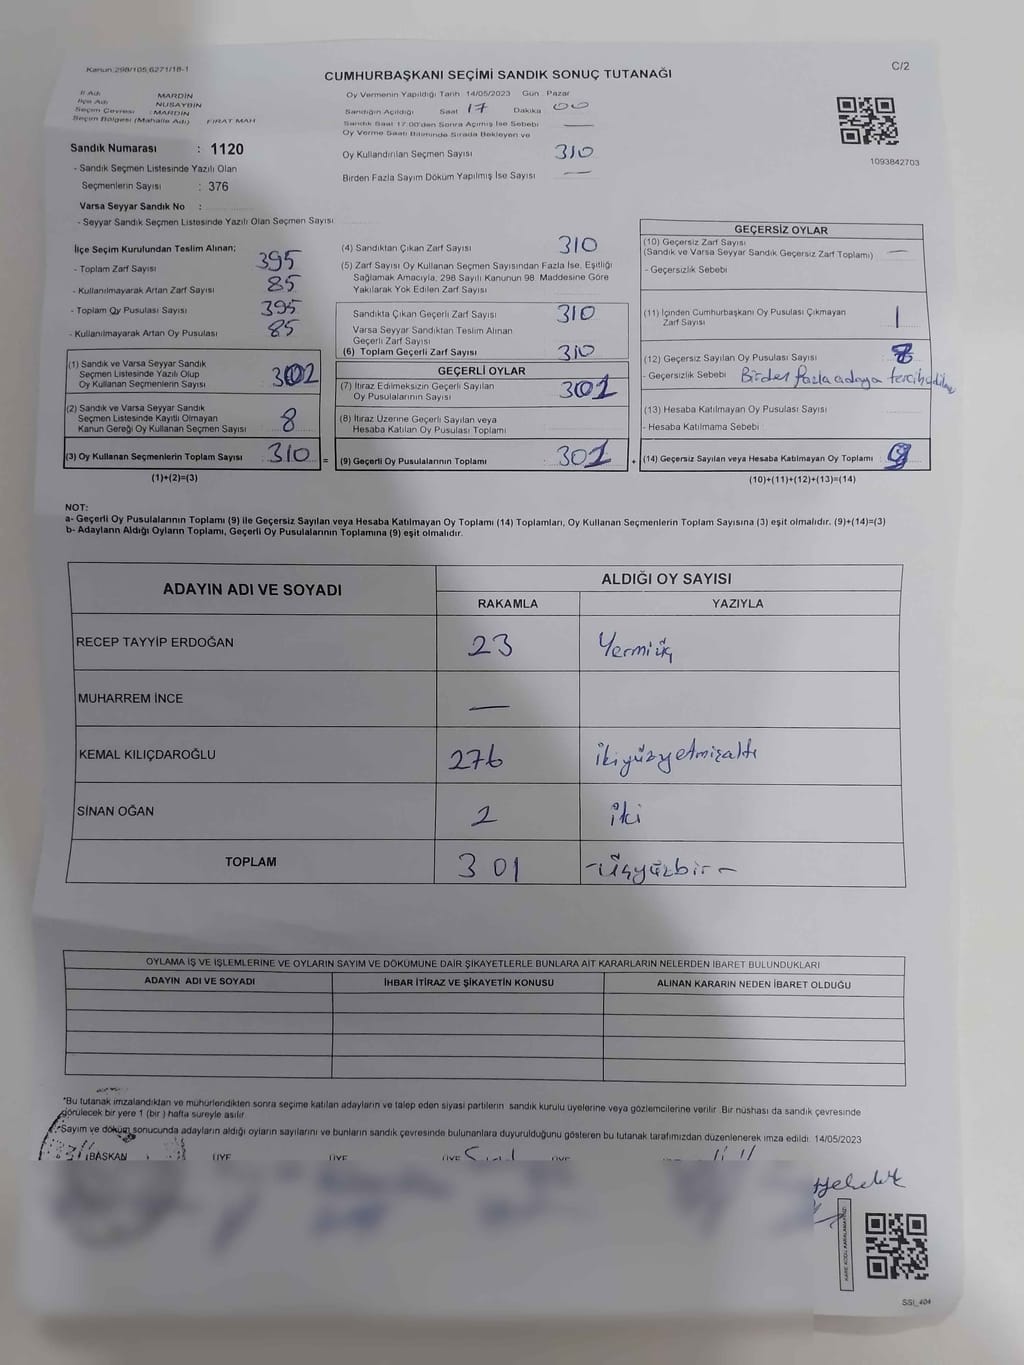 Kanun:298/105,6271/18-1
C/2
CUMHURBAŞKANI SEÇİMİ SANDIK SONUÇ TUTANAĞI
İl Adı : MARDİN
İlçe Adı : NUSAYBİN
Seçim Çevresi : MARDİN
Seçim Bölgesi (Mahalle Adı) : FIRAT MAH
Oy Vermenin Yapıldığı Tarih 14/05/2023 Gün : Pazar
Sandığın Açıldığı Saat 17 Dakika 00
Sandık Saat 17:00'den Sonra Açmış İse Sebebi —
Oy Verme Saati Bitiminde Sırada Bekleyen ve
Oy Kullandırılan Seçmen Sayısı 310
Birden Fazla Sayım Döküm Yapılmış İse Sayısı —
1093842703
Sandık Numarası : 1120
- Sandık Seçmen Listesinde Yazılı Olan
Seçmenlerin Sayısı : 376
Varsa Seyyar Sandık No :
- Seyyar Sandık Seçmen Listesinde Yazılı Olan Seçmen Sayısı
İlçe Seçim Kurulundan Teslim Alınan;
- Toplam Zarf Sayısı 395
- Kullanılmayarak Artan Zarf Sayısı 85
- Toplam Oy Pusulası Sayısı 395
- Kullanılmayarak Artan Oy Pusulası 85
(1) Sandık ve Varsa Seyyar Sandık
Seçmen Listesinde Yazılı Olup
Oy Kullanan Seçmenlerin Sayısı 302
(2) Sandık ve Varsa Seyyar Sandık
Seçmen Listesinde Kayıtlı Olmayan
Kanun Gereği Oy Kullanan Seçmen Sayısı 8
(3) Oy Kullanan Seçmenlerin Toplam Sayısı 310 =
(1)+(2)=(3)
(4) Sandıktan Çıkan Zarf Sayısı 310
(5) Zarf Sayısı Oy Kullanan Seçmen Sayısından Fazla İse, Eşitliği
Sağlamak Amacıyla, 298 Sayılı Kanunun 98. Maddesine Göre
Yakılarak Yok Edilen Zarf Sayısı
Sandıkta Çıkan Geçerli Zarf Sayısı 310
Varsa Seyyar Sandıktan Teslim Alınan
Geçerli Zarf Sayısı
(6) Toplam Geçerli Zarf Sayısı 310
GEÇERLİ OYLAR
(7) İtiraz Edilmeksizin Geçerli Sayılan
Oy Pusulalarının Sayısı 301
(8) İtiraz Üzerine Geçerli Sayılan veya
Hesaba Katılan Oy Pusulası Toplamı
(9) Geçerli Oy Pusulalarının Toplamı 301 +
GEÇERSİZ OYLAR
(10) Geçersiz Zarf Sayısı
(Sandık ve Varsa Seyyar Sandık Geçersiz Zarf Toplamı) —
- Geçersizlik Sebebi
(11) İçinden Cumhurbaşkanı Oy Pusulası Çıkmayan
Zarf Sayısı 1
(12) Geçersiz Sayılan Oy Pusulası Sayısı 8
- Geçersizlik Sebebi Birden fazla adaya tercih
(13) Hesaba Katılmayan Oy Pusulası Sayısı
- Hesaba Katılmama Sebebi
(14) Geçersiz Sayılan veya Hesaba Katılmayan Oy Toplamı : 9
(10)+(11)+(12)+(13)=(14)
NOT:
a- Geçerli Oy Pusulalarının Toplamı (9) ile Geçersiz Sayılan veya Hesaba Katılmayan Oy Toplamı (14) Toplamları, Oy Kullanan Seçmenlerin Toplam Sayısına (3) eşit olmalıdır. (9)+(14)=(3)
b- Adayların Aldığı Oyların Toplamı, Geçerli Oy Pusulalarının Toplamına (9) eşit olmalıdır.
ADAYIN ADI VE SOYADI
ALDIĞI OY SAYISI
RAKAMLA YAZIYLA
RECEP TAYYİP ERDOĞAN 23 Yermiüç
MUHARREM İNCE —
KEMAL KILIÇDAROĞLU 276 ikiyüzyetmişaltı
SİNAN OĞAN 2 iki
TOPLAM 301 -üçyüzbir-
OYLAMA İŞ VE İŞLEMLERİNE VE OYLARIN SAYIM VE DÖKÜMÜNE DAİR ŞİKAYETLERLE BUNLARA AİT KARARLARIN NELERDEN İBARET BULUNDUKLARI
ADAYIN ADI VE SOYADI İHBAR İTİRAZ VE ŞİKAYETİN KONUSU ALINAN KARARIN NEDEN İBARET OLDUĞU
*Bu tutanak imzalandıktan ve mühürlendikten sonra seçime katılan adayların ve talep eden siyasi partilerin sandık kurulu üyelerine veya gözlemcilerine verilir. Bir nüshası da sandık çevresinde
görülecek bir yere 1 (bir) hafta süreyle asılır.
*Sayım ve döküm sonucunda adayların aldığı oyların sayılarını ve bunların sandık çevresinde bulunanlara duyurulduğunu gösteren bu tutanak tarafımızdan düzenlenerek imza edildi. 14/05/2023
BAŞKAN ÜYE ÜYE ÜYE ÜYE
KARE KODU KARALAMAYINIZ!
SSI_404